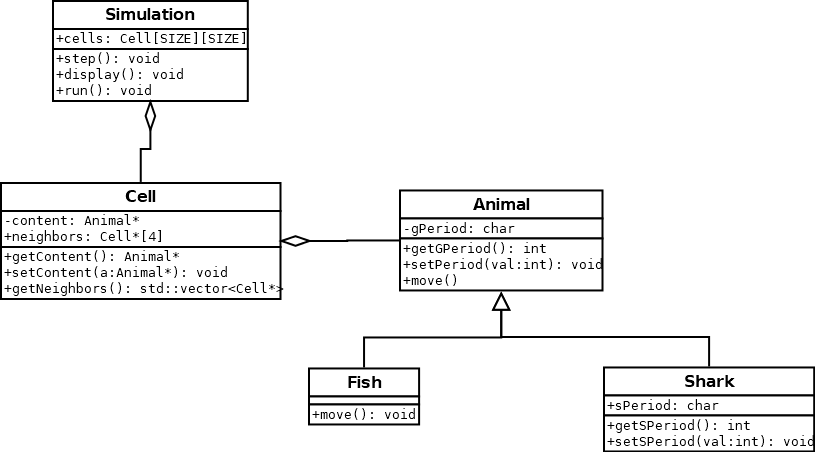 Simulation
+cells: Cell[SIZE][SIZE]
+step(): void
+display(): void
+run(): void
Cell
-content: Animal*
+neighbors: Cell*[4]
+getContent(): Animal*
+setContent(a:Animal*): void
+getNeighbors(): std::vector<Cell*>
Animal
-gPeriod: char
+getGPeriod(): int
+setPeriod(val:int): void
+move()
Fish
+move(): void
Shark
+sPeriod: char
+getSPeriod(): int
+setSPeriod(val:int): void